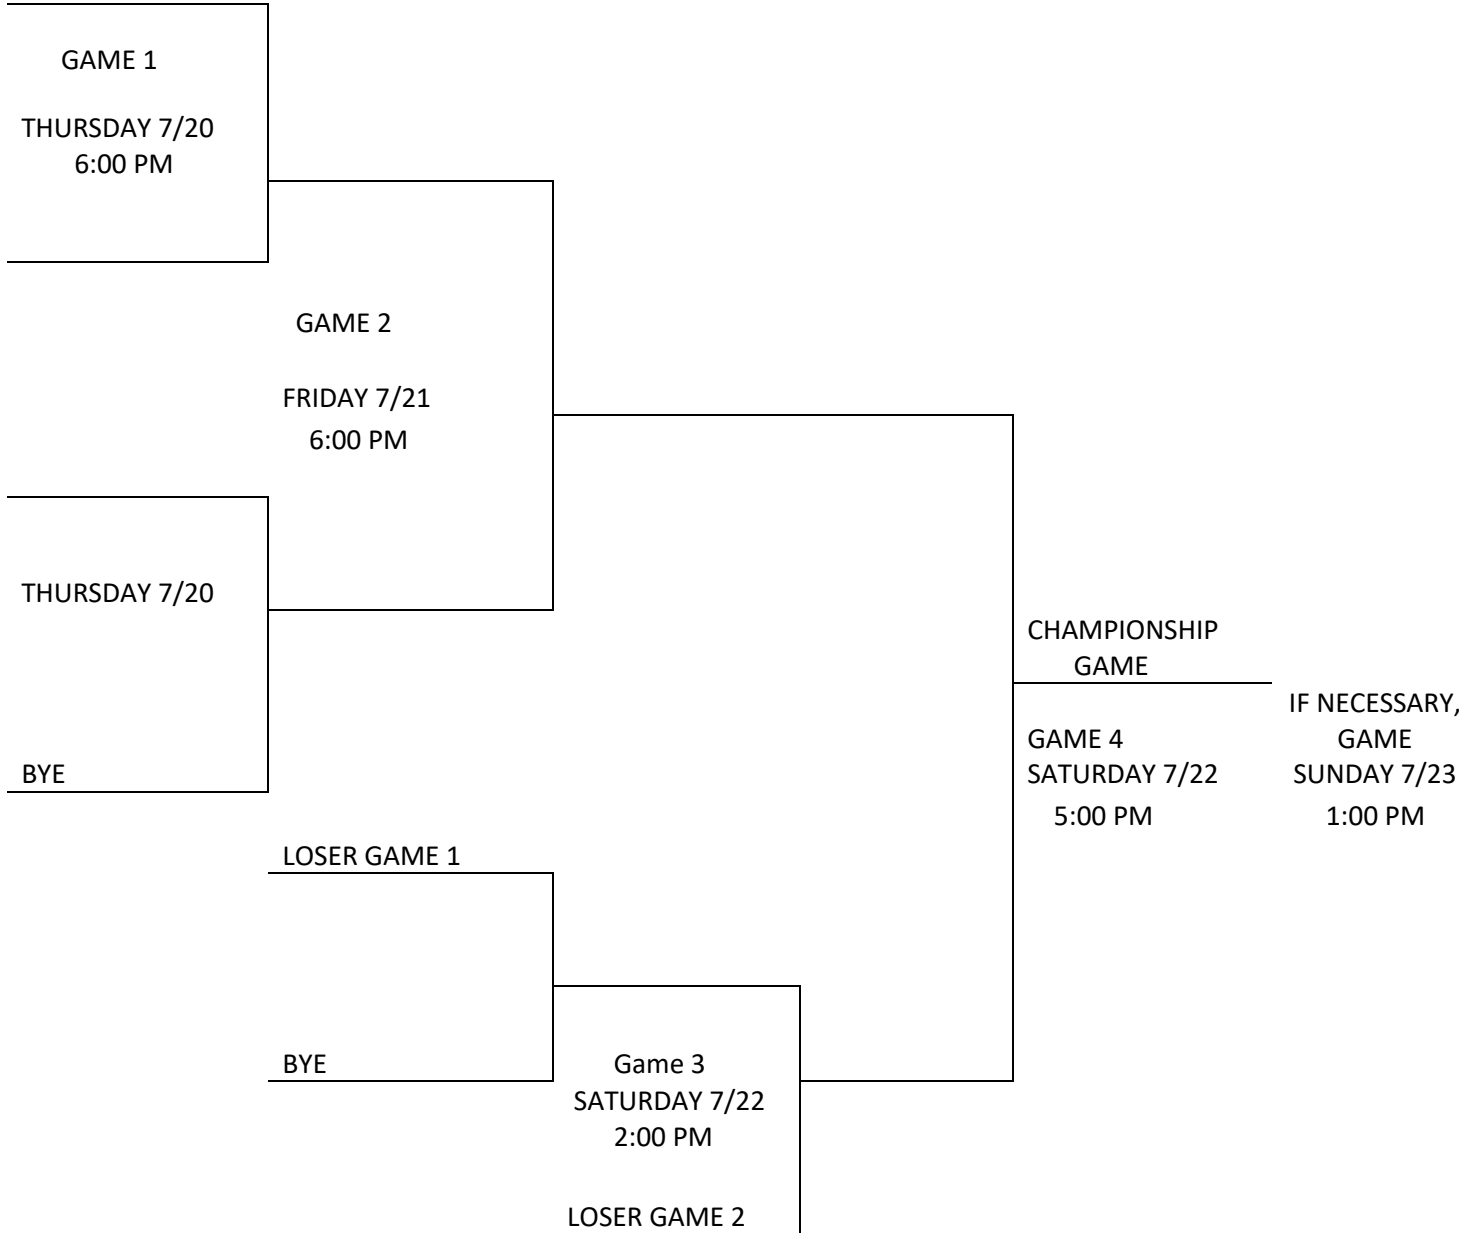 GAME 1
THURSDAY 7/20
6:00 PM
GAME 2
FRIDAY 7/21
6:00 PM
THURSDAY 7/20
BYE
LOSER GAME 1
BYE
Game 3
SATURDAY 7/22
2:00 PM
LOSER GAME 2
CHAMPIONSHIP
GAME
GAME 4
SATURDAY 7/22
5:00 PM
IF NECESSARY,
GAME
SUNDAY 7/23
1:00 PM